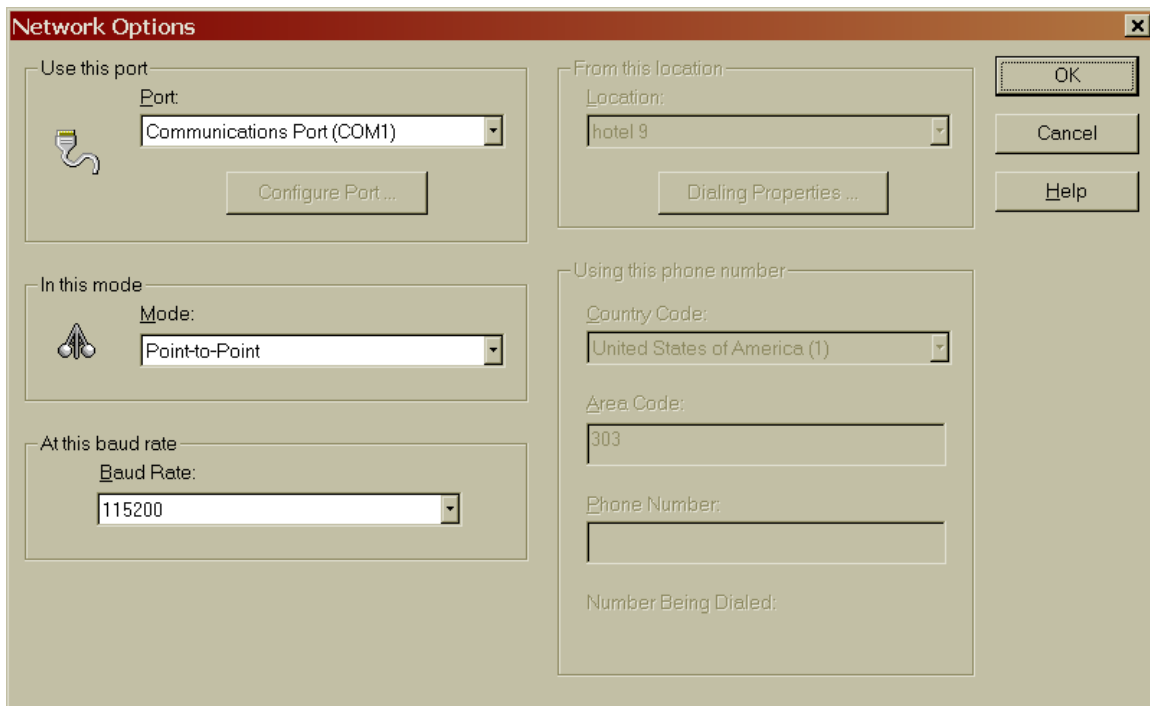 Network Options
Use this port
Port:
Communications Port (COM1)
Configure Port ...
In this mode
Mode:
Point-to-Point
At this baud rate
Baud Rate:
115200
From this location
Location:
hotel 9
Dialing Properties ...
Using this phone number
Country Code:
United States of America (1)
Area Code:
303
Phone Number:
Number Being Dialed:
OK
Cancel
Help